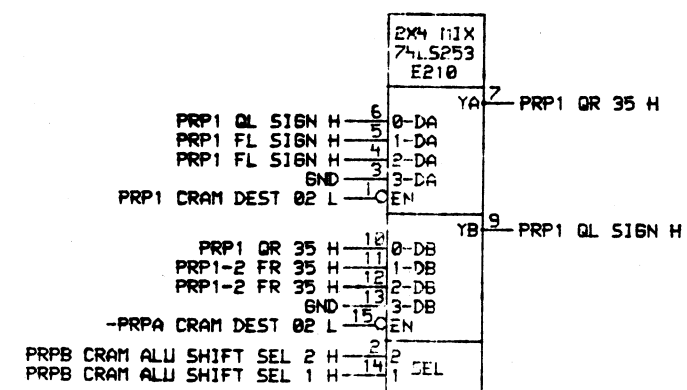 2X4 MIX
74LS253
E210
YA 7 PRP1 QR 35 H
PRP1 QL SIGN H 6 0-DA
PRP1 FL SIGN H 5 1-DA
PRP1 FL SIGN H 4 2-DA
GND 3 3-DA
PRP1 CRAM DEST 02 L 1 EN
YB 9 PRP1 QL SIGN H
PRP1 QR 35 H 10 0-DB
PRP1-2 FR 35 H 11 1-DB
PRP1-2 FR 35 H 12 2-DB
GND 13 3-DB
-PRPA CRAM DEST 02 L 15 EN
PRPB CRAM ALU SHIFT SEL 2 H 2 2
SEL
PRPB CRAM ALU SHIFT SEL 1 H 14 1